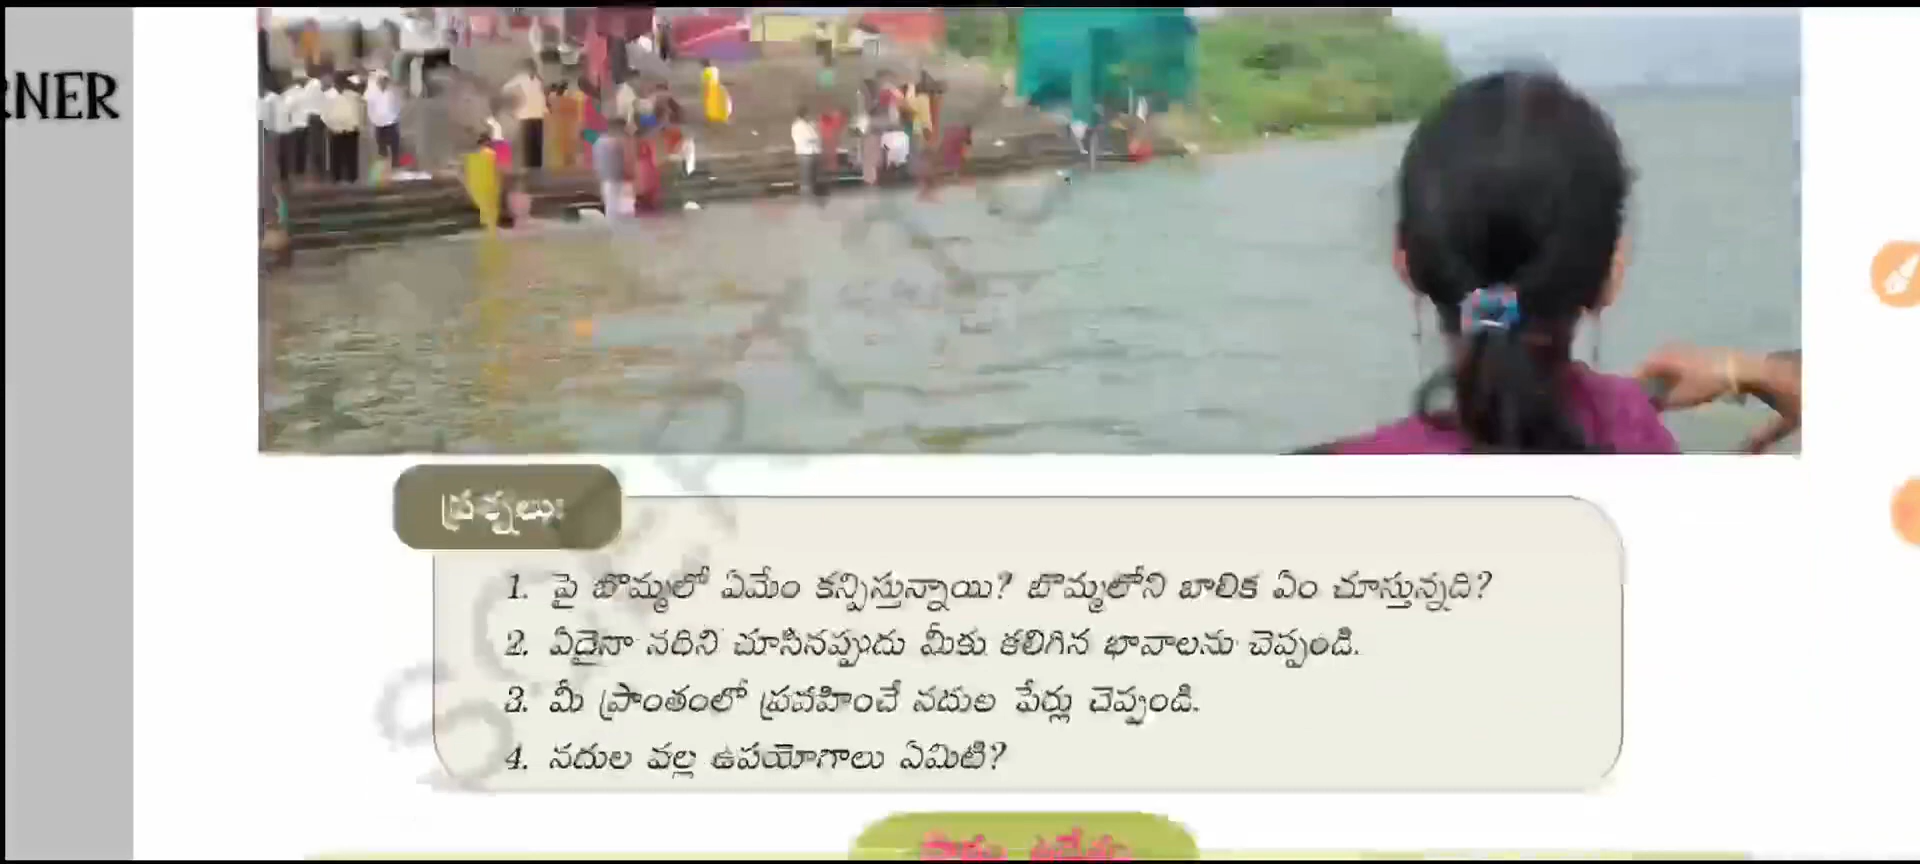 RNER
ప్రశ్నలు:
1. పై బొమ్మలో ఏమేం కన్పిస్తున్నాయి? బొమ్మలోని బాలిక ఏం చూస్తున్నది?
2. ఏదైనా నదిని చూసినప్పుడు మీకు కలిగిన భావాలను చెప్పండి.
3. మీ ప్రాంతంలో ప్రవహించే నదుల పేర్లు చెప్పండి.
4. నదుల వల్ల ఉపయోగాలు ఏమిటి?